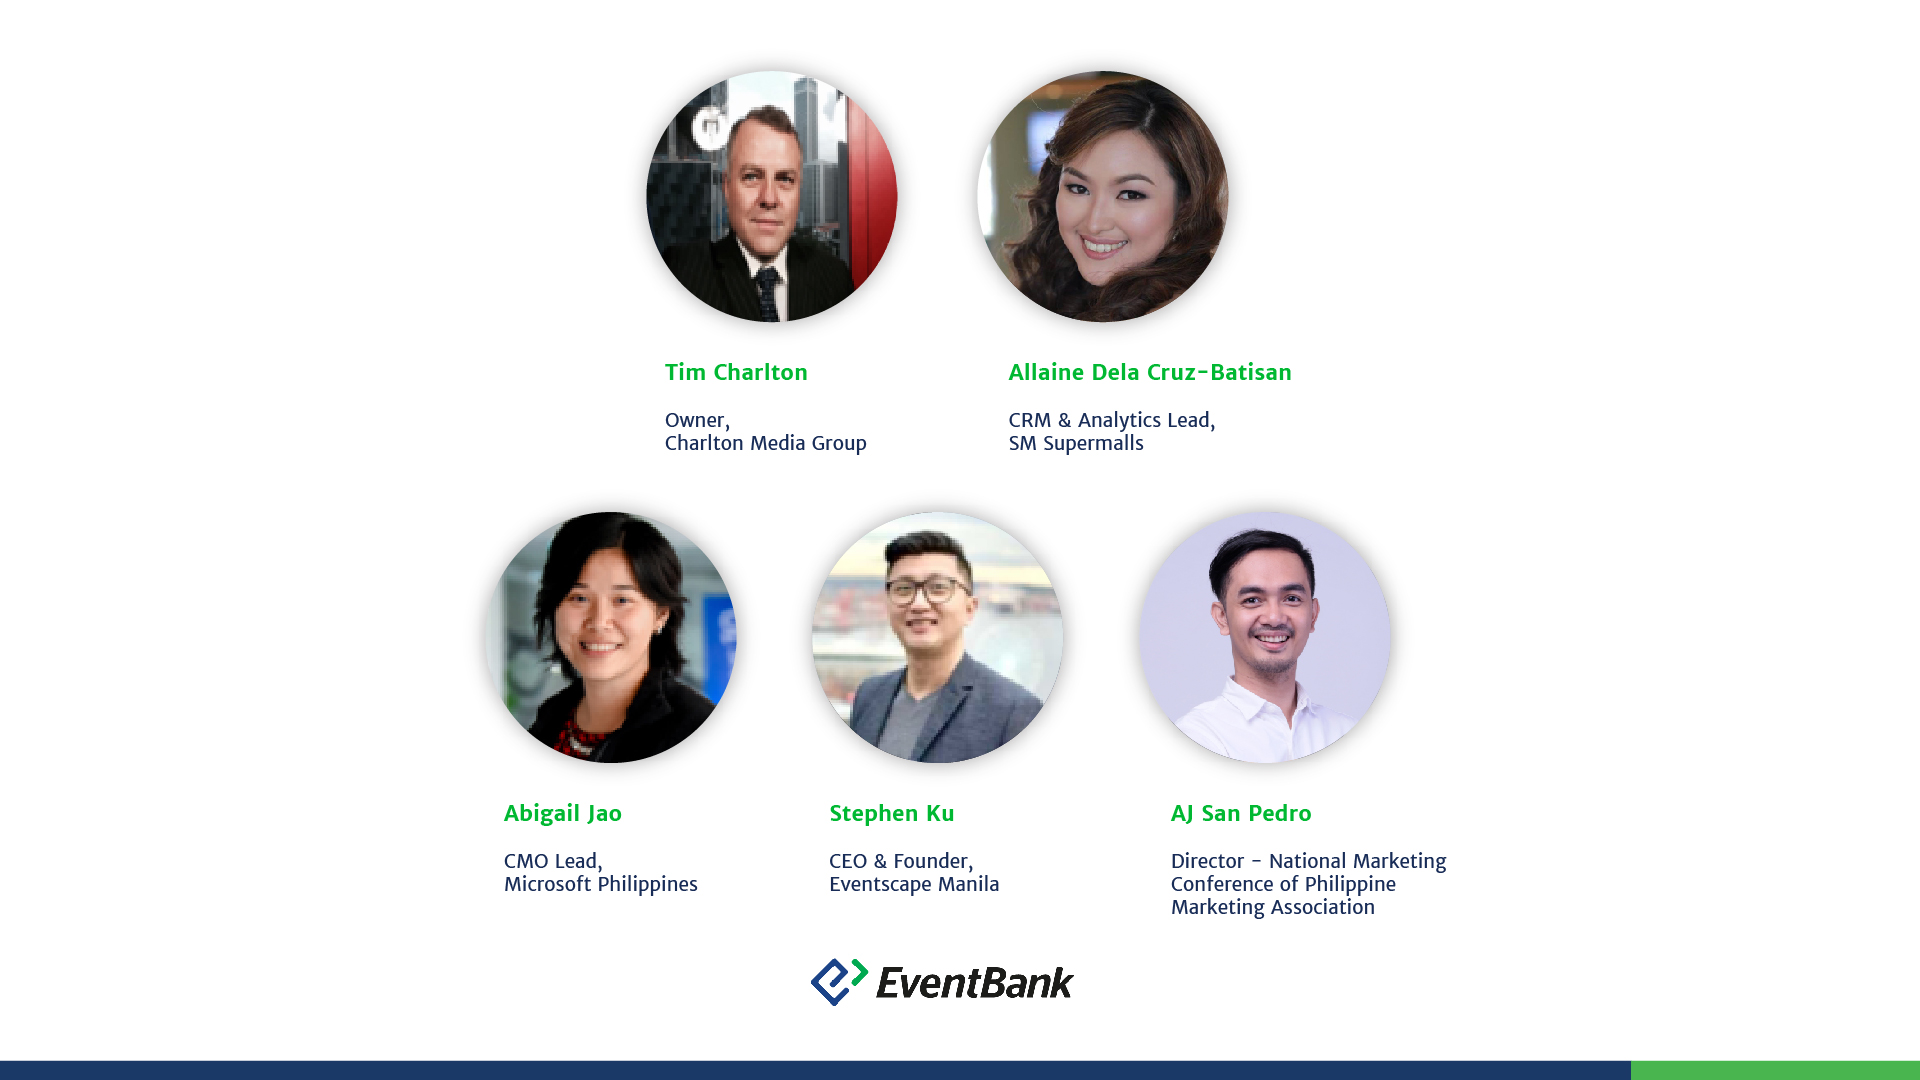 Tim Charlton
Owner,
Charlton Media Group
Allaine Dela Cruz-Batisan
CRM & Analytics Lead,
SM Supermalls
Abigail Jao
CMO Lead,
Microsoft Philippines
Stephen Ku
CEO & Founder,
Eventscape Manila
AJ San Pedro
Director - National Marketing
Conference of Philippine
Marketing Association
EventBank